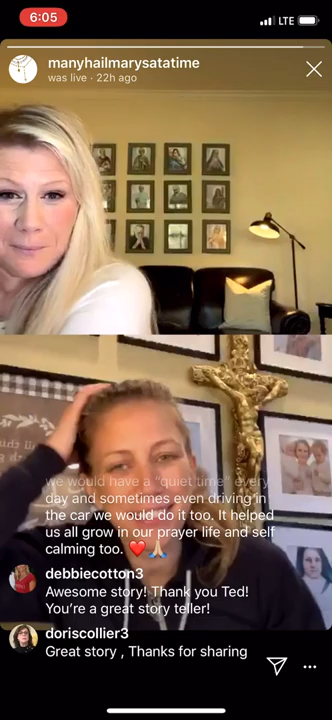 6:05
LTE
manyhailmarysatatime
was live · 22h ago
we would have a "quiet time" every
day and sometimes even driving in
the car we would do it too. It helped
us all grow in our prayer life and self
calming too. ❤️🙏🏼
debbiecotton3
Awesome story! Thank you Ted!
You're a great story teller!
doriscollier3
Great story , Thanks for sharing